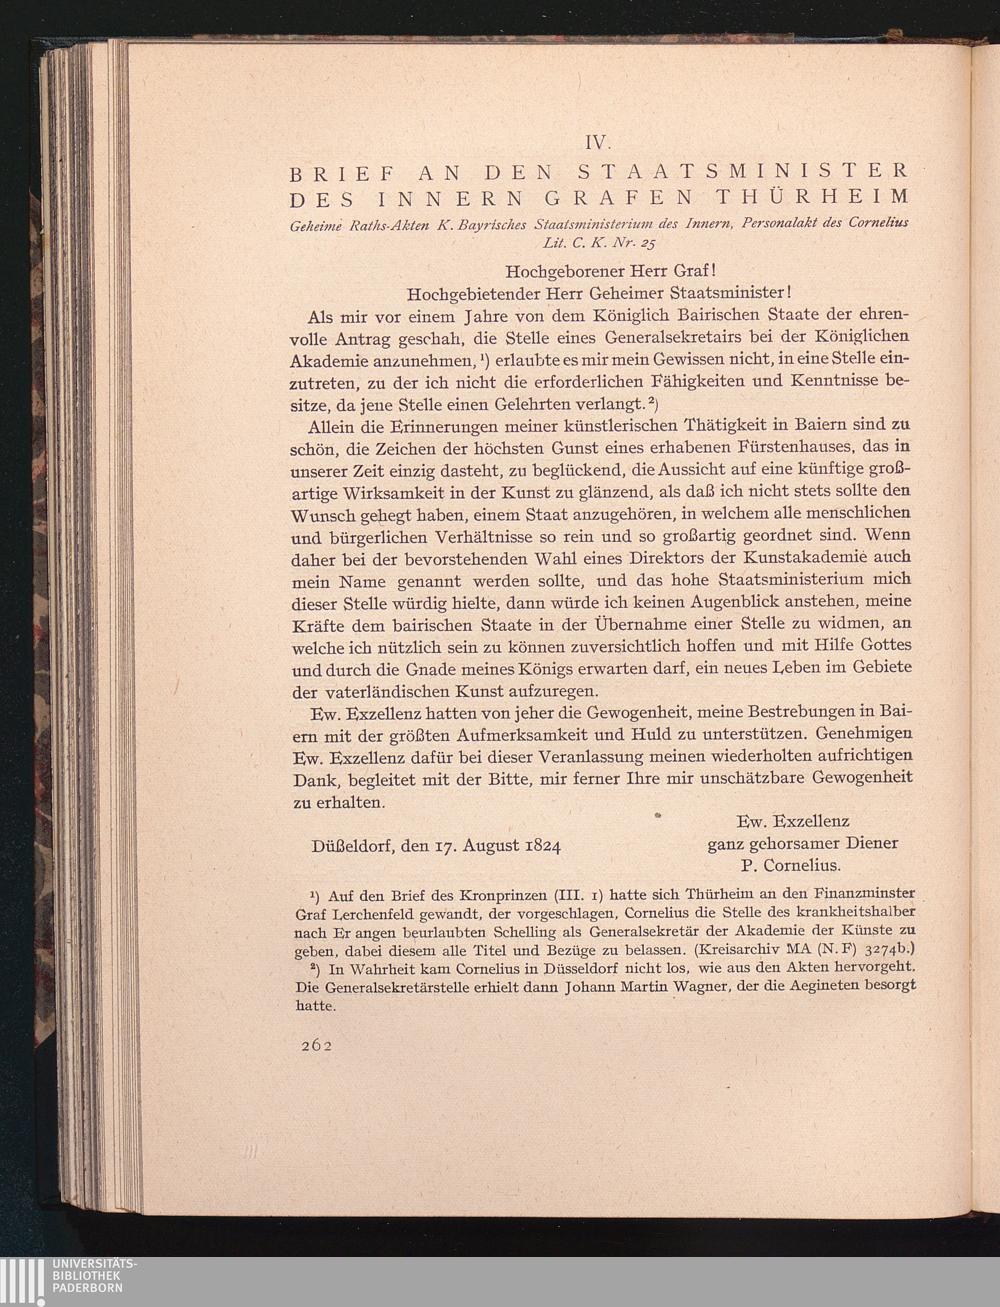 IV.
BRIEF AN DEN STAATSMINISTER
DES INNERN GRAFEN THÜRHEIM
Geheime Raths-Akten K. Bayrisches Staatsministerium des Innern, Personalakt des Cornelius
Lit. C. K. Nr. 25
Hochgeborener Herr Graf!
Hochgebietender Herr Geheimer Staatsminister!
Als mir vor einem Jahre von dem Königlich Bairischen Staate der ehren-
volle Antrag geschah, die Stelle eines Generalsekretairs bei der Königlichen
Akademie anzunehmen,¹) erlaubte es mir mein Gewissen nicht, in eine Stelle ein-
zutreten, zu der ich nicht die erforderlichen Fähigkeiten und Kenntnisse be-
sitze, da jene Stelle einen Gelehrten verlangt.²)
Allein die Erinnerungen meiner künstlerischen Thätigkeit in Baiern sind zu
schön, die Zeichen der höchsten Gunst eines erhabenen Fürstenhauses, das in
unserer Zeit einzig dasteht, zu beglückend, die Aussicht auf eine künftige groß-
artige Wirksamkeit in der Kunst zu glänzend, als daß ich nicht stets sollte den
Wunsch gehegt haben, einem Staat anzugehören, in welchem alle menschlichen
und bürgerlichen Verhältnisse so rein und so großartig geordnet sind. Wenn
daher bei der bevorstehenden Wahl eines Direktors der Kunstakademie auch
mein Name genannt werden sollte, und das hohe Staatsministerium mich
dieser Stelle würdig hielte, dann würde ich keinen Augenblick anstehen, meine
Kräfte dem bairischen Staate in der Übernahme einer Stelle zu widmen, an
welche ich nützlich sein zu können zuversichtlich hoffen und mit Hilfe Gottes
und durch die Gnade meines Königs erwarten darf, ein neues Leben im Gebiete
der vaterländischen Kunst aufzuregen.
Ew. Exzellenz hatten von jeher die Gewogenheit, meine Bestrebungen in Bai-
ern mit der größten Aufmerksamkeit und Huld zu unterstützen. Genehmigen
Ew. Exzellenz dafür bei dieser Veranlassung meinen wiederholten aufrichtigen
Dank, begleitet mit der Bitte, mir ferner Ihre mir unschätzbare Gewogenheit
zu erhalten.
Ew. Exzellenz
Düßeldorf, den 17. August 1824 ganz gehorsamer Diener
P. Cornelius.
¹) Auf den Brief des Kronprinzen (III. 1) hatte sich Thürheim an den Finanzminster
Graf Lerchenfeld gewandt, der vorgeschlagen, Cornelius die Stelle des krankheitshalber
nach Er angen beurlaubten Schelling als Generalsekretär der Akademie der Künste zu
geben, dabei diesem alle Titel und Bezüge zu belassen. (Kreisarchiv MA (N. F) 3274b.)
²) In Wahrheit kam Cornelius in Düsseldorf nicht los, wie aus den Akten hervorgeht.
Die Generalsekretärstelle erhielt dann Johann Martin Wagner, der die Aegineten besorgt
hatte.
262
UNIVERSITÄTS-
BIBLIOTHEK
PADERBORN